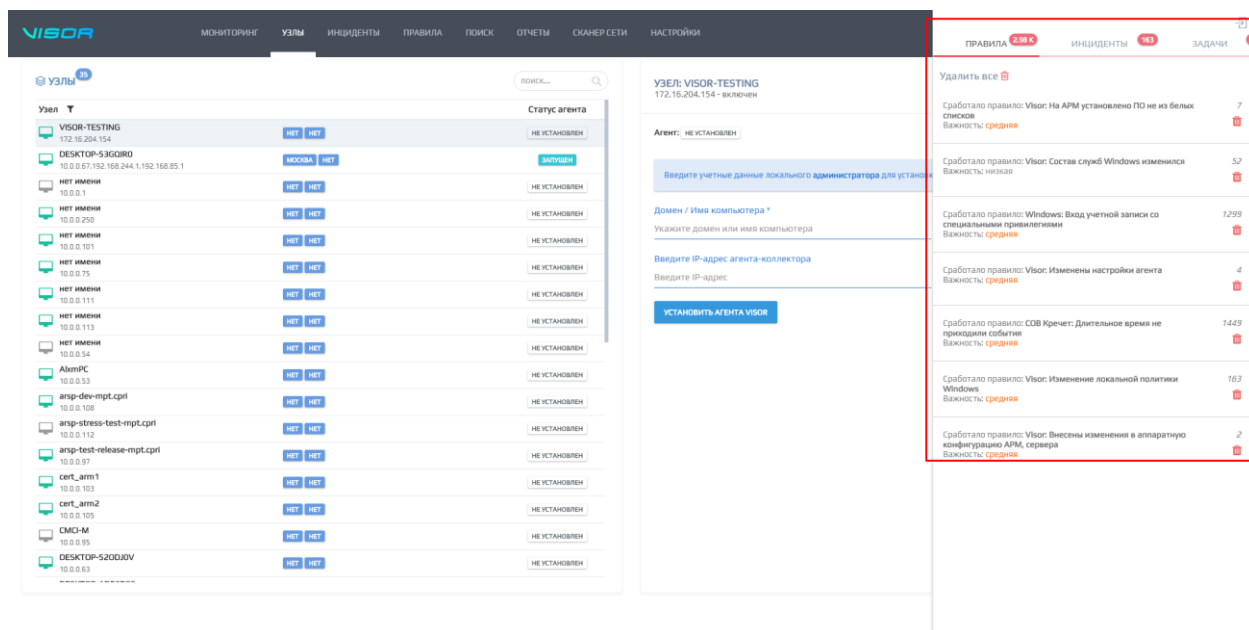 VISOR
МОНИТОРИНГ УЗЛЫ ИНЦИДЕНТЫ ПРАВИЛА ПОИСК ОТЧЕТЫ СКАНЕР СЕТИ НАСТРОЙКИ
УЗЛЫ 35
поиск...
Узел Статус агента
VISOR-TESTING
172.16.204.154
НЕТ НЕТ
НЕ УСТАНОВЛЕН
DESKTOP-53GQIR0
10.0.0.67,192.168.244.1,192.168.85.1
МОСКВА НЕТ
ЗАПУЩЕН
нет имени
10.0.0.1
НЕТ НЕТ
НЕ УСТАНОВЛЕН
нет имени
10.0.0.250
НЕТ НЕТ
НЕ УСТАНОВЛЕН
нет имени
10.0.0.101
НЕТ НЕТ
НЕ УСТАНОВЛЕН
нет имени
10.0.0.75
НЕТ НЕТ
НЕ УСТАНОВЛЕН
нет имени
10.0.0.111
НЕТ НЕТ
НЕ УСТАНОВЛЕН
нет имени
10.0.0.113
НЕТ НЕТ
НЕ УСТАНОВЛЕН
нет имени
10.0.0.54
НЕТ НЕТ
НЕ УСТАНОВЛЕН
AlxmPC
10.0.0.53
НЕТ НЕТ
НЕ УСТАНОВЛЕН
arsp-dev-mpt.cpri
10.0.0.108
НЕТ НЕТ
НЕ УСТАНОВЛЕН
arsp-stress-test-mpt.cpri
10.0.0.112
НЕТ НЕТ
НЕ УСТАНОВЛЕН
arsp-test-release-mpt.cpri
10.0.0.97
НЕТ НЕТ
НЕ УСТАНОВЛЕН
cert_arm1
10.0.0.103
НЕТ НЕТ
НЕ УСТАНОВЛЕН
cert_arm2
10.0.0.105
НЕТ НЕТ
НЕ УСТАНОВЛЕН
CMCI-M
10.0.0.95
НЕТ НЕТ
НЕ УСТАНОВЛЕН
DESKTOP-52ODJ0V
10.0.0.63
НЕТ НЕТ
НЕ УСТАНОВЛЕН
УЗЕЛ: VISOR-TESTING
172.16.204.154 - включен
Агент: НЕ УСТАНОВЛЕН
Введите учетные данные локального администратора для
Домен / Имя компьютера *
Укажите домен или имя компьютера
Введите IP-адрес агента-коллектора
Введите IP-адрес
УСТАНОВИТЬ АГЕНТА VISOR
ПРАВИЛА 2.98 K ИНЦИДЕНТЫ 163 ЗАДАЧИ
Удалить все
Сработало правило: Visor: На АРМ установлено ПО не из белых 7
списков
Важность: средняя
Сработало правило: Visor: Состав служб Windows изменился 52
Важность: низкая
Сработало правило: Windows: Вход учетной записи со 1299
специальными привилегиями
Важность: средняя
Сработало правило: Visor: Изменены настройки агента 4
Важность: средняя
Сработало правило: СОВ Кречет: Длительное время не 1449
приходили события
Важность: средняя
Сработало правило: Visor: Изменение локальной политики 163
Windows
Важность: средняя
Сработало правило: Visor: Внесены изменения в аппаратную 2
конфигурацию АРМ, сервера
Важность: средняя